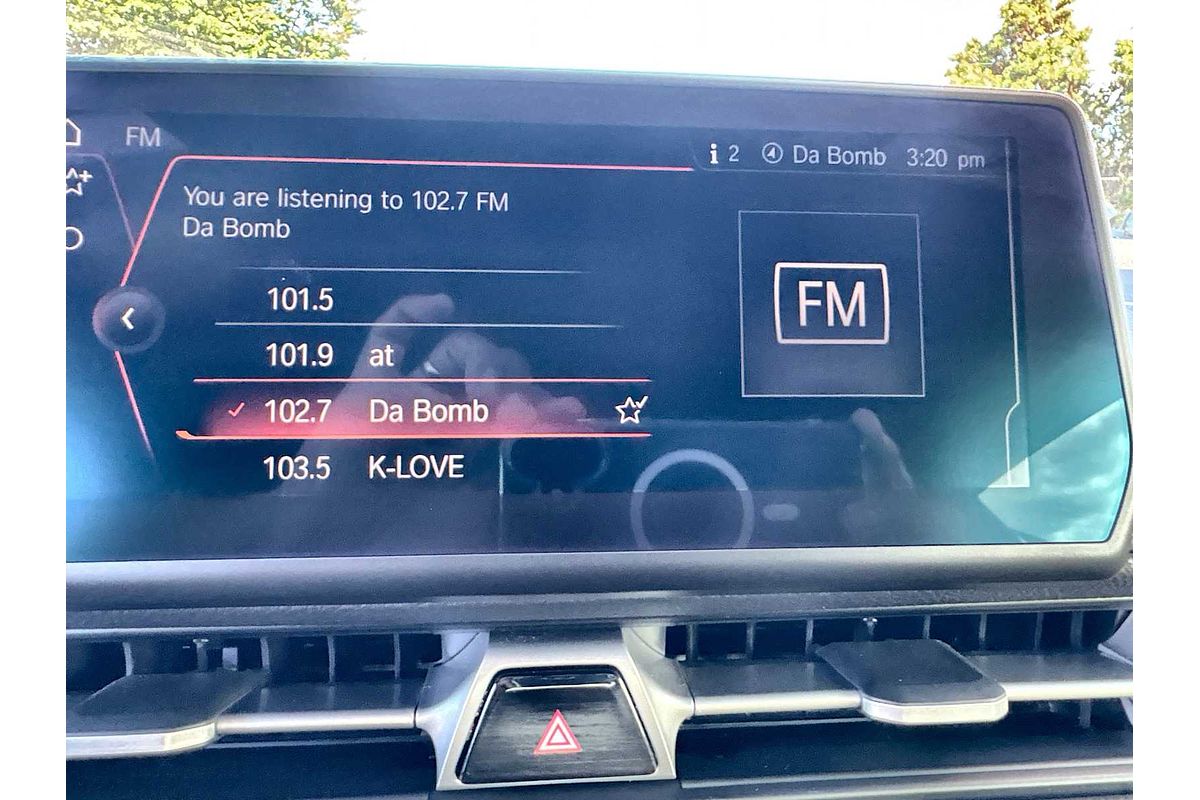 FM
i 2 Da Bomb 3:20 pm
You are listening to 102.7 FM
Da Bomb
101.5
101.9 at
102.7 Da Bomb
103.5 K-LOVE
FM